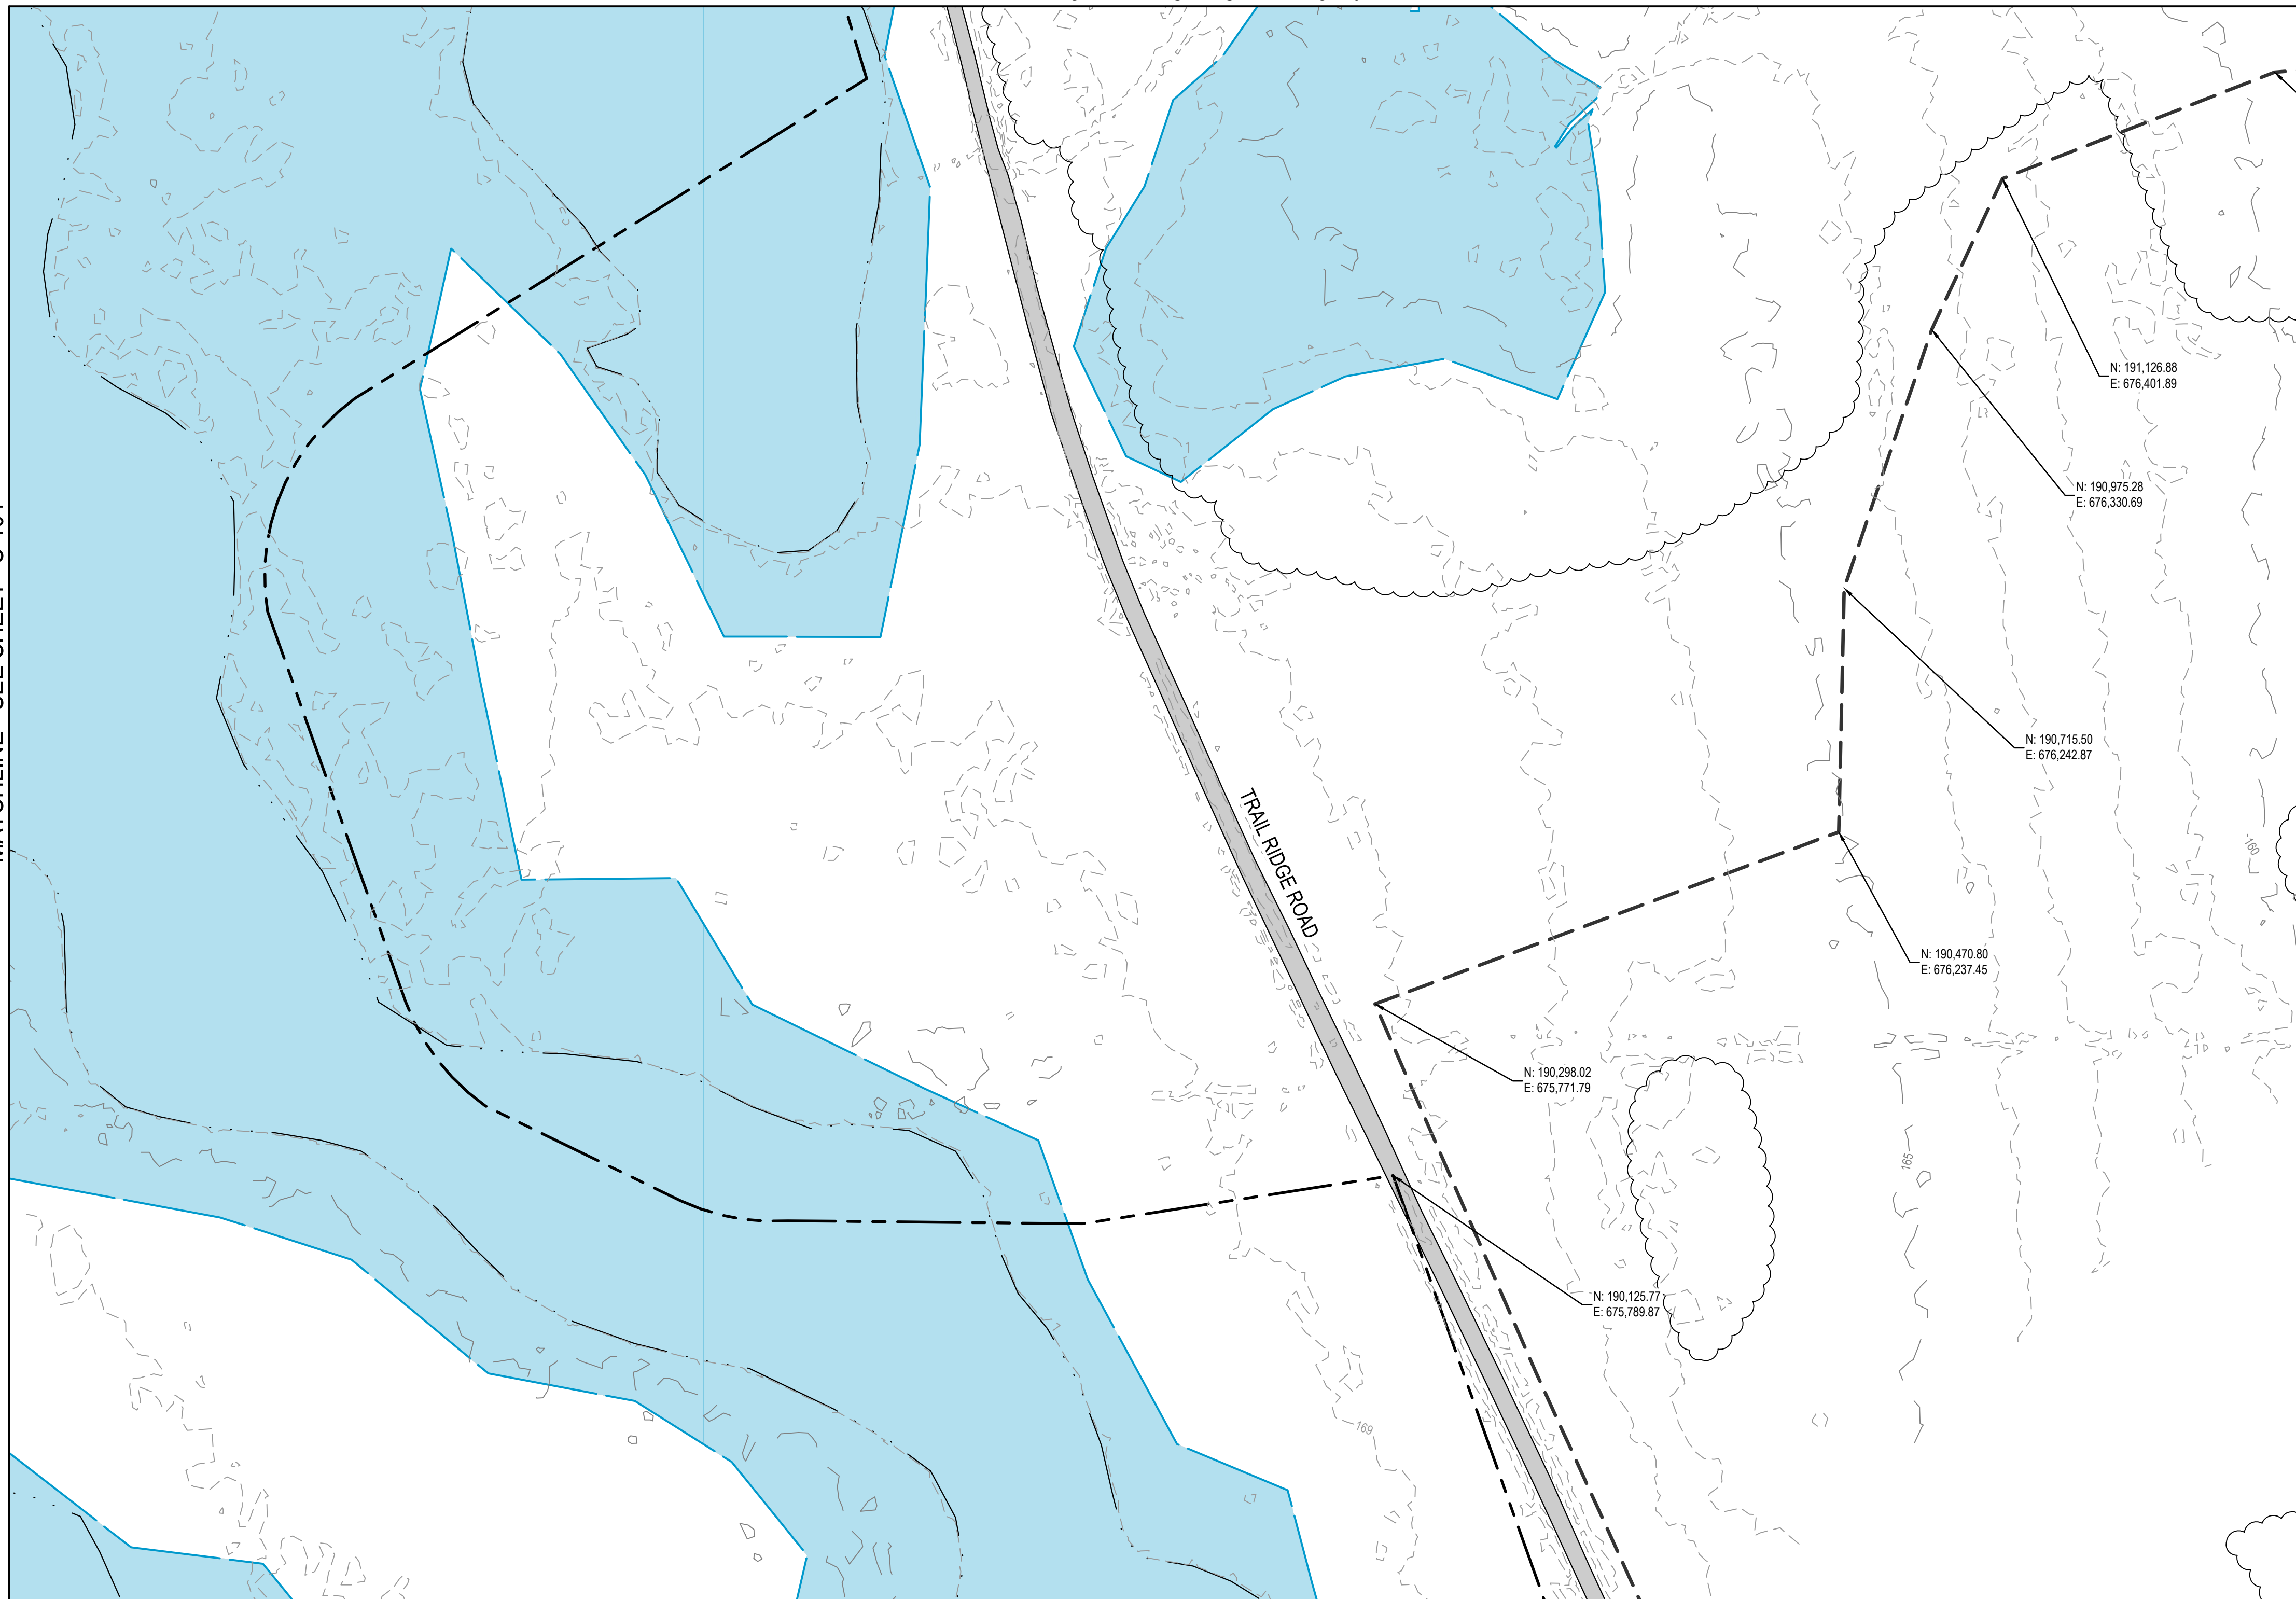 N: 191,126.88
E: 676,401.89
N: 190,975.28
E: 676,330.69
N: 190,715.50
E: 676,242.87
TRAIL RIDGE ROAD
160
N: 190,470.80
E: 676,237.45
N: 190,298.02
E: 675,771.79
165
N: 190,125.77
E: 675,789.87
169